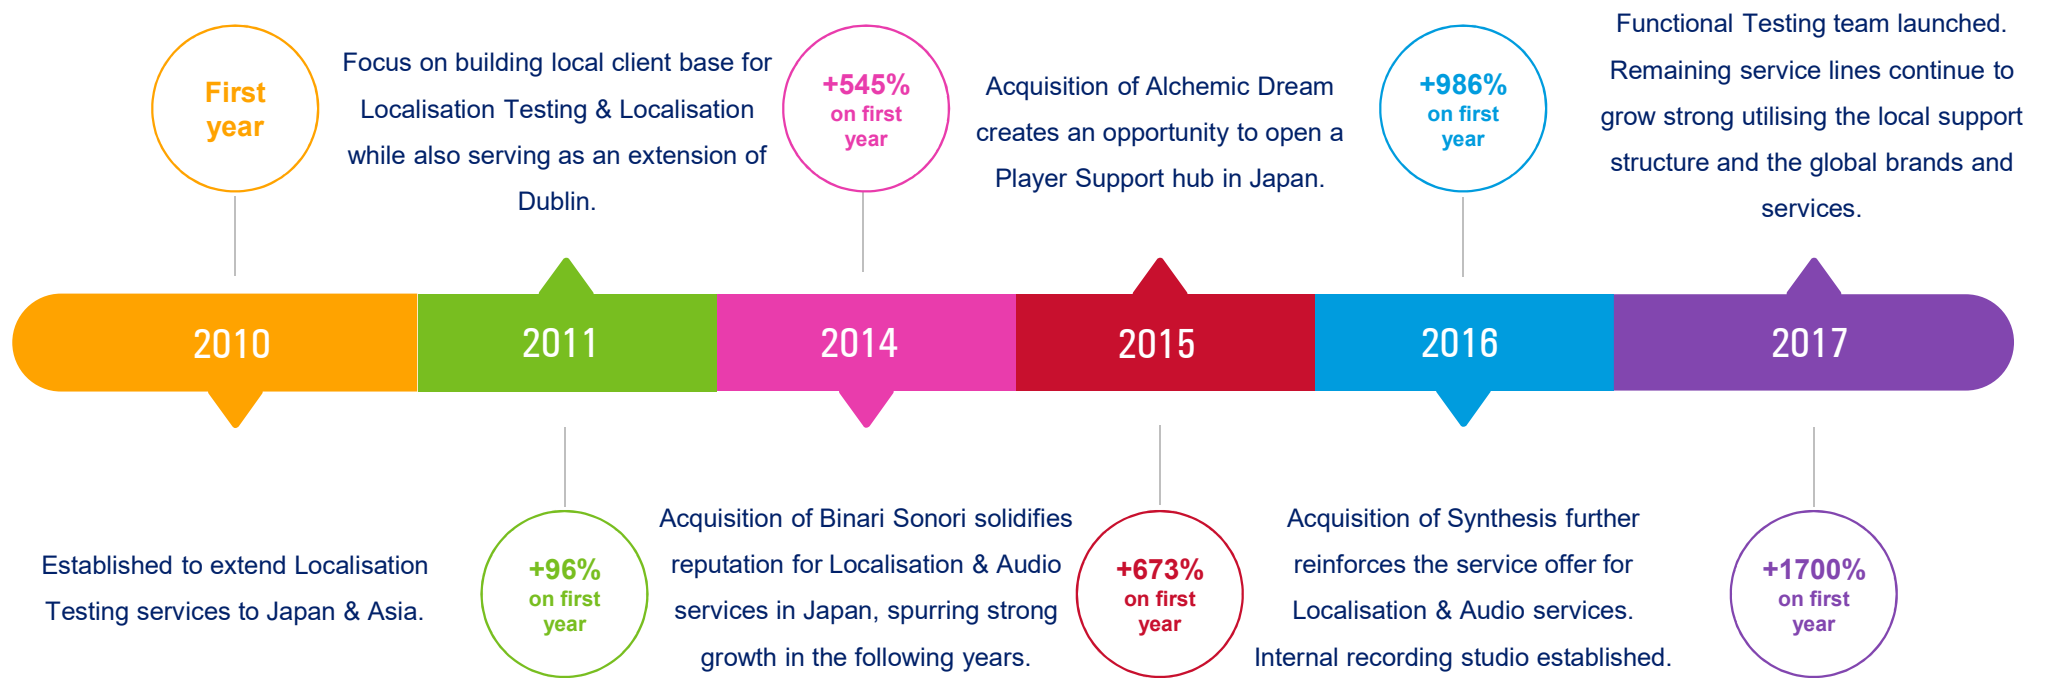 First
year
Focus on building local client base for
Localisation Testing & Localisation
while also serving as an extension of
Dublin.
+545%
on first
year
Acquisition of Alchemic Dream
creates an opportunity to open a
Player Support hub in Japan.
+986%
on first
year
Functional Testing team launched.
Remaining service lines continue to
grow strong utilising the local support
structure and the global brands and
services.
2010
2011
2014
2015
2016
2017
Established to extend Localisation
Testing services to Japan & Asia.
+96%
on first
year
Acquisition of Binari Sonori solidifies
reputation for Localisation & Audio
services in Japan, spurring strong
growth in the following years.
+673%
on first
year
Acquisition of Synthesis further
reinforces the service offer for
Localisation & Audio services.
Internal recording studio established.
+1700%
on first
year